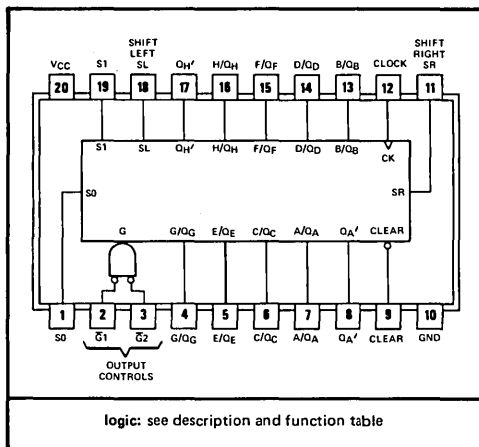 SHIFT LEFT SHIFT RIGHT
VCC S1 SL QH' H/QH F/QF D/QD B/QB CLOCK SR
20 19 18 17 16 15 14 13 12 11
S1 SL QH' H/QH F/QF D/QD B/QB CK
S0 SR
G G/QG E/QE C/QC A/QA QA' CLEAR
1 2 3 4 5 6 7 8 9 10
S0 G̅1 G̅2 G/QG E/QE C/QC A/QA QA' CLEAR GND
OUTPUT
CONTROLS
logic: see description and function table